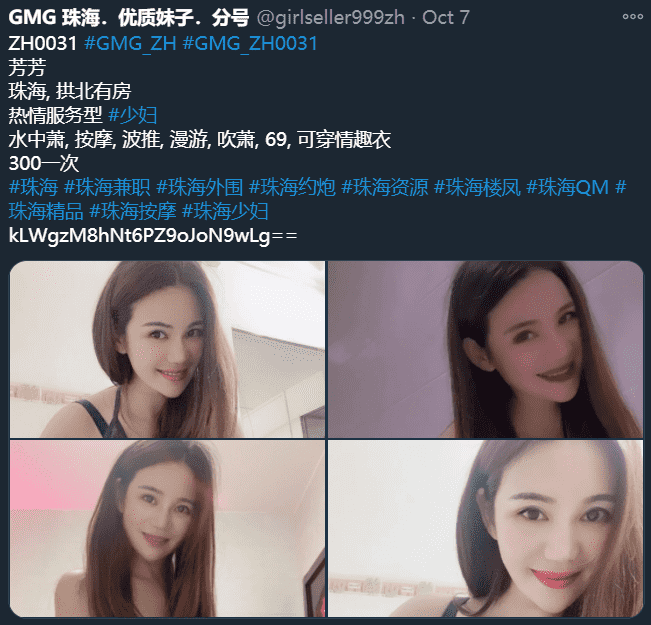 GMG 珠海．优质妹子．分号 @girlseller999zh · Oct 7
ZH0031 #GMG_ZH #GMG_ZH0031
芳芳
珠海, 拱北有房
热情服务型 #少妇
水中萧, 按摩, 波推, 漫游, 吹萧, 69, 可穿情趣衣
300一次
#珠海 #珠海兼职 #珠海外围 #珠海约炮 #珠海资源 #珠海楼凤 #珠海QM #
珠海精品 #珠海按摩 #珠海少妇
kLWgzM8hNt6PZ9oJoN9wLg==